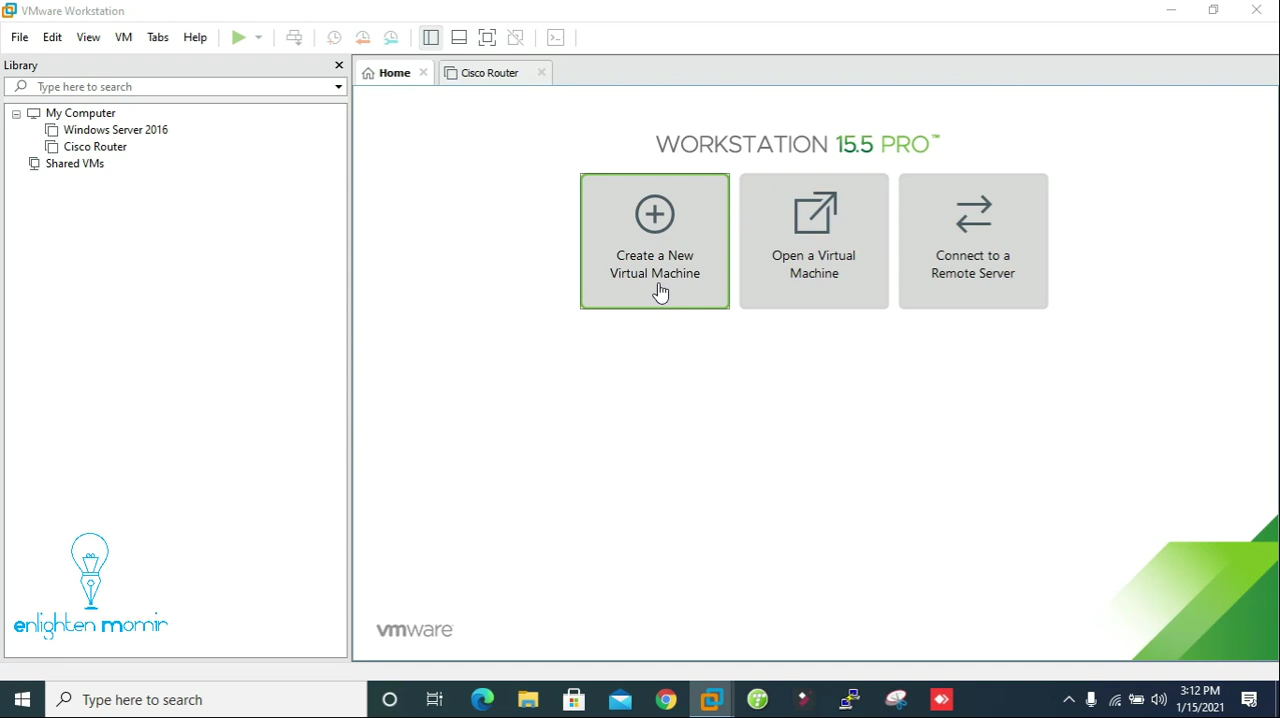 VMware Workstation
File Edit View VM Tabs Help
Library
Type here to search
My Computer
Windows Server 2016
Cisco Router
Shared VMs
Home
Cisco Router
WORKSTATION 15.5 PRO™
Create a New
Virtual Machine
Open a Virtual
Machine
Connect to a
Remote Server
enlighten mornir
vmware
Type here to search
3:12 PM
1/15/2021